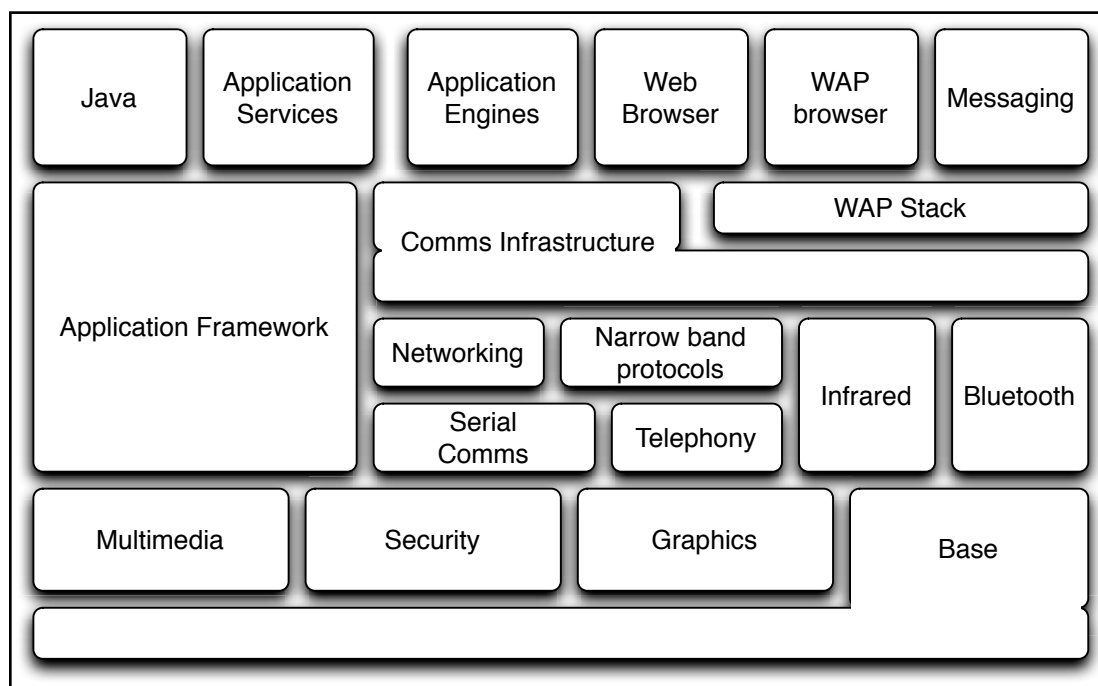 Java
Application
Services
Application
Engines
Web
Browser
WAP
browser
Messaging
WAP Stack
Comms Infrastructure
Application Framework
Networking
Narrow band
protocols
Infrared
Bluetooth
Serial
Comms
Telephony
Multimedia
Security
Graphics
Base